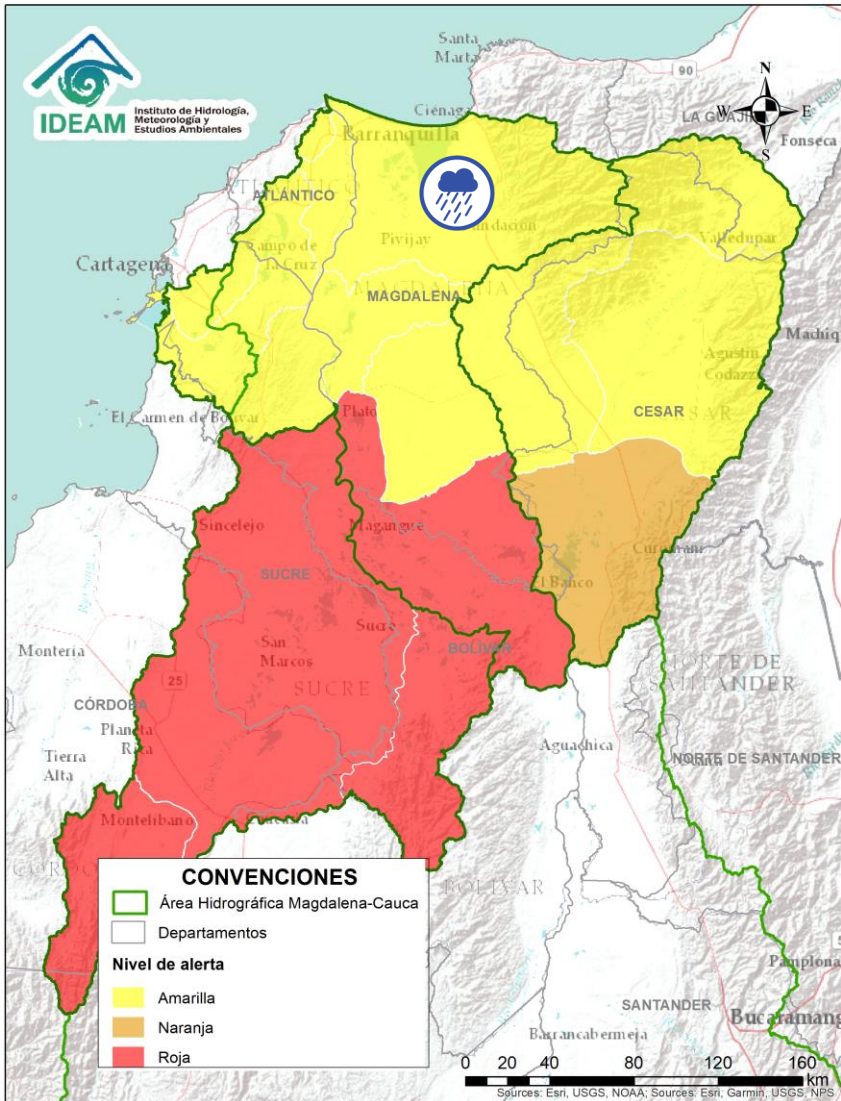 IDEAM
Instituto de Hidrología,
Meteorología y
Estudios Ambientales
Santa
Marta
90
N
W
E
S
Ciénaga
LA GUAJIRA
Fonseca
Barranquilla
ATLÁNTICO
Valledupar
Pivijay
Campo de
la Cruz
Cartagena
MAGDALENA
Agustín
Codazzi
El Carmen de Bolívar
Plato
CESAR
Sincelejo
Magangue
SUCRE
El Banco
Sucre
San
Marcos
BOLÍVAR
SUCRE
Montería
25
CÓRDOBA
Planeta
Rica
Tierra
Alta
NORTE DE
SANTANDER
Aguachica
NORTE DE SANTANDER
Montelíbano
BOLÍVAR
CONVENCIONES
Área Hidrográfica Magdalena-Cauca
Departamentos
Nivel de alerta
Amarilla
Naranja
Roja
Pamplona
SANTANDER
Bucaramang
Barrancabermeja
0 20 40 80 120 160
km
Sources: Esri, USGS, NOAA; Sources: Esri, Garmin, USGS, NPS